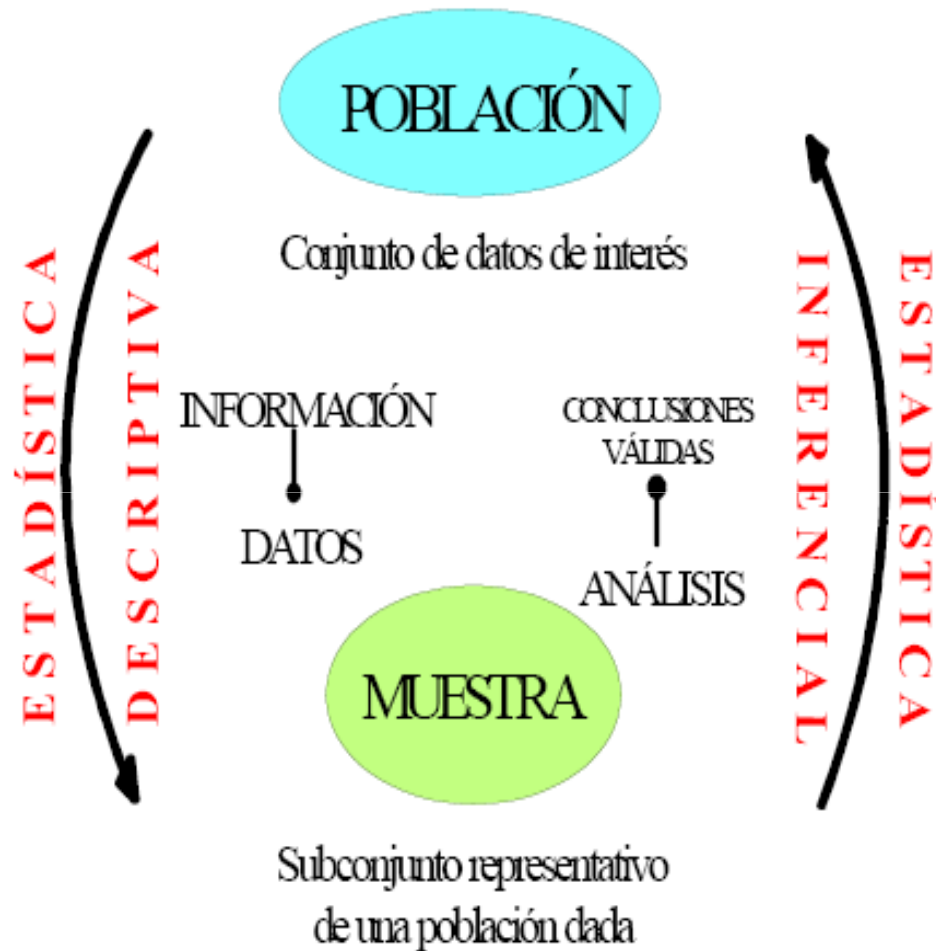 POBLACIÓN
Conjunto de datos de interés
ESTADÍSTICA
DESCRIPTIVA
INFORMACIÓN
DATOS
CONCLUSIONES
VÁLIDAS
ANÁLISIS
INFERENCIAL
ESTADÍSTICA
MUESTRA
Subconjunto representativo
de una población dada